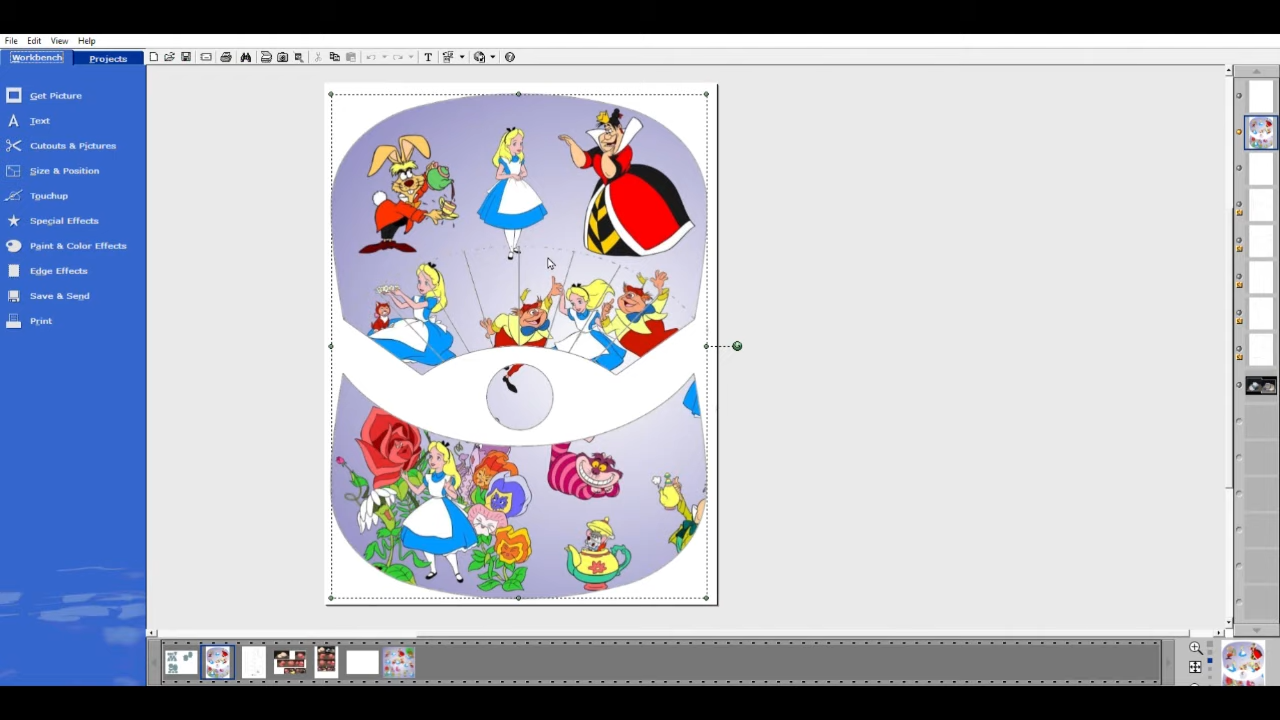 File Edit View Help
Workbench Projects
Get Picture
Text
Cutouts & Pictures
Size & Position
Touchup
Special Effects
Paint & Color Effects
Edge Effects
Save & Send
Print